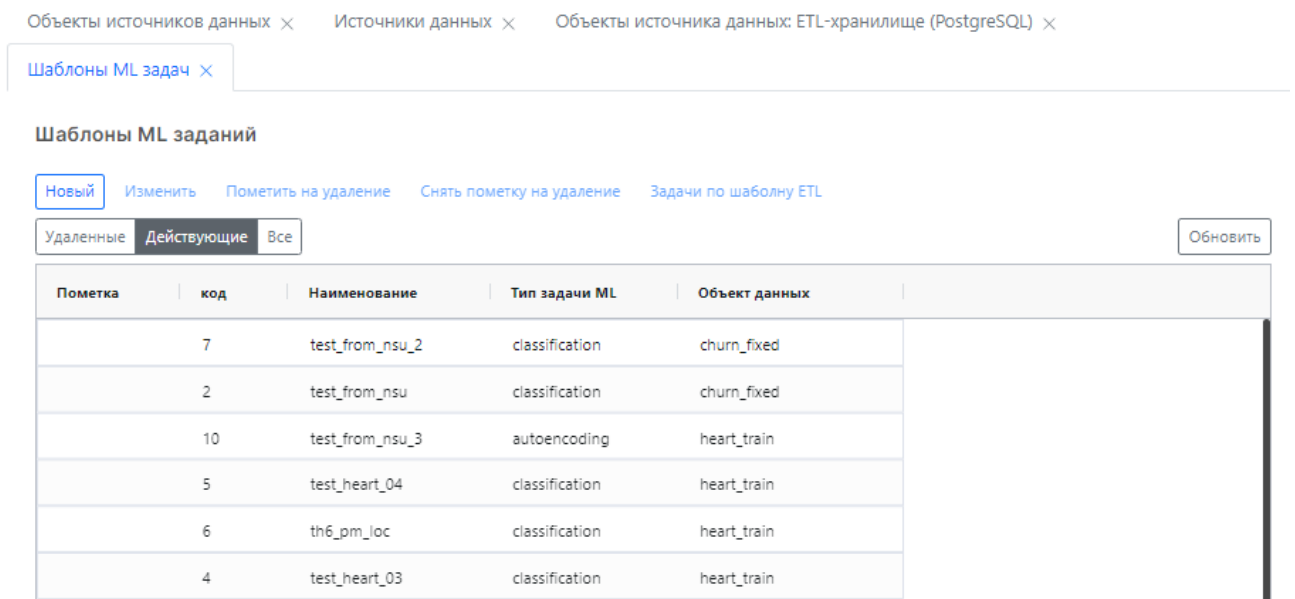 Объекты источников данных × Источники данных × Объекты источника данных: ETL-хранилище (PostgreSQL) ×
Шаблоны ML задач ×
Шаблоны ML заданий
Новый Изменить Пометить на удаление Снять пометку на удаление Задачи по шаболну ETL
Удаленные Действующие Все Обновить
Пометка код Наименование Тип задачи ML Объект данных
7 test_from_nsu_2 classification churn_fixed
2 test_from_nsu classification churn_fixed
10 test_from_nsu_3 autoencoding heart_train
5 test_heart_04 classification heart_train
6 th6_pm_loc classification heart_train
4 test_heart_03 classification heart_train